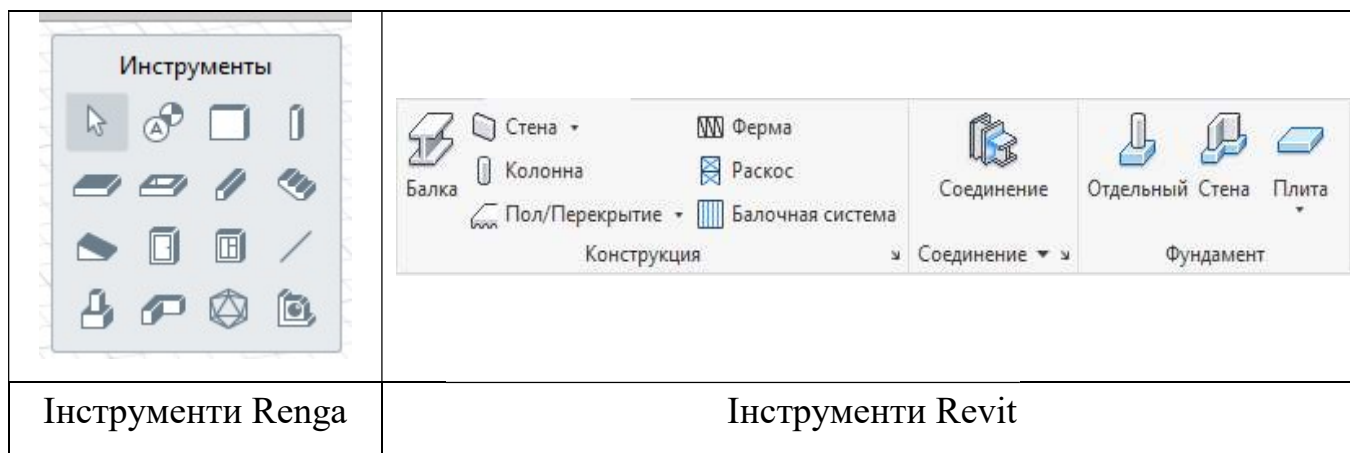 Инструменты
A
Стена
Ферма
Колонна
Раскос
Балка
Пол/Перекрытие
Балочная система
Конструкция
Соединение
Соединение
Отдельный Стена Плита
Фундамент
Інструменти Renga
Інструменти Revit